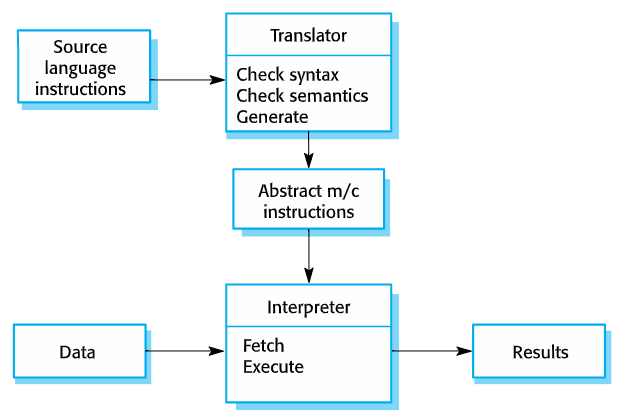 Source
language
instructions
Translator
Check syntax
Check semantics
Generate
Abstract m/c
instructions
Interpreter
Fetch
Execute
Data
Results